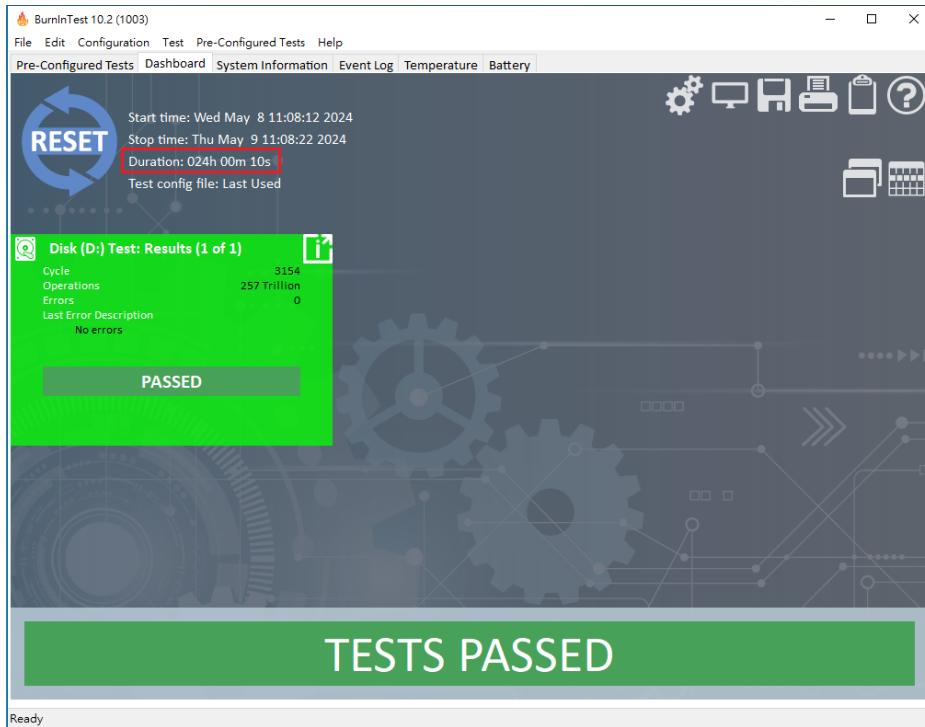 BurnInTest 10.2 (1003)
File Edit Configuration Test Pre-Configured Tests Help
Pre-Configured Tests Dashboard System Information Event Log Temperature Battery
RESET
Start time: Wed May 8 11:08:12 2024
Stop time: Thu May 9 11:08:22 2024
Duration: 024h 00m 10s
Test config file: Last Used
Disk (D:) Test: Results (1 of 1)
Cycle 3154
Operations 257 Trillion
Errors 0
Last Error Description
No errors
PASSED
TESTS PASSED
Ready